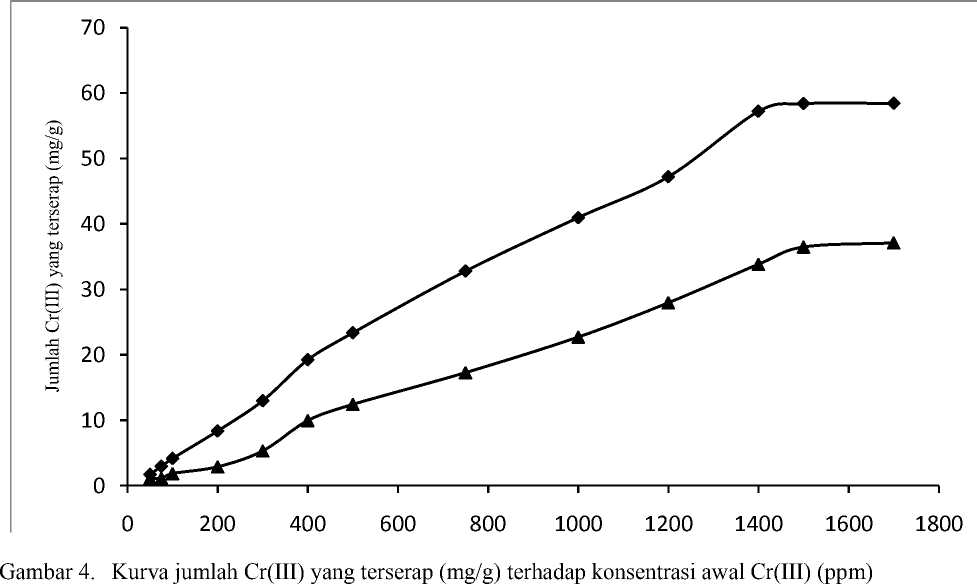 70
60
50
40
30
20
10
0
Jumlah Cr(III) yang terserap (mg/g)
0 200 400 600 800 1000 1200 1400 1600 1800
Gambar 4. Kurva jumlah Cr(III) yang terserap (mg/g) terhadap konsentrasi awal Cr(III) (ppm)